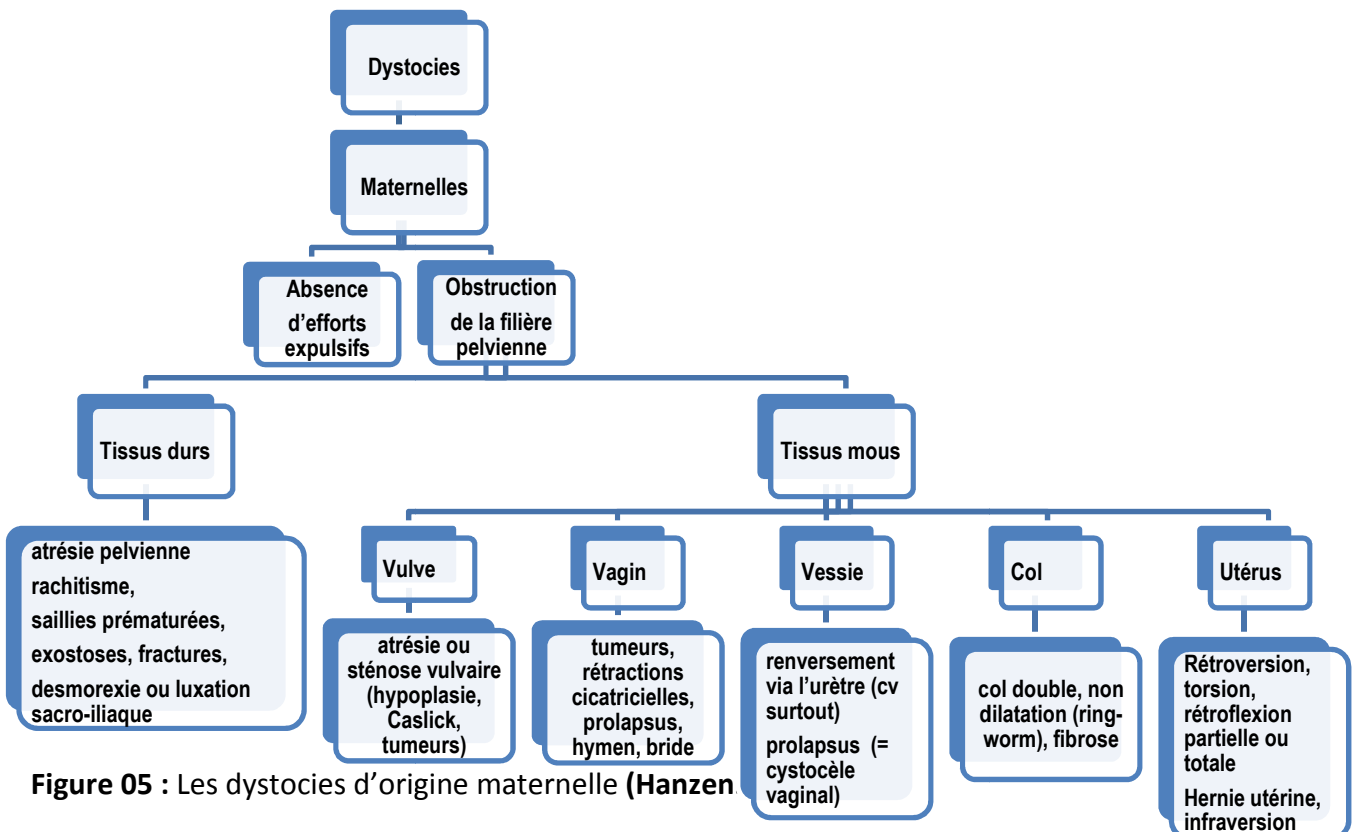 Dystocies
Maternelles
Absence
d’efforts
expulsifs
Obstruction
de la filière
pelvienne
Tissus durs
Tissus mous
atrésie pelvienne
rachitisme,
saillies prématurées,
exostoses, fractures,
desmorexie ou luxation
sacro-iliaque
Vulve
Vagin
Vessie
Col
Utérus
atrésie ou
sténose vulvaire
(hypoplasie,
Caslick,
tumeurs)
tumeurs,
rétractions
cicatricielles,
prolapsus,
hymen, bride
renversement
via l’urètre (cv
surtout)
prolapsus (=
cystocèle
vaginal)
col double, non
dilatation (ring-
worm), fibrose
Rétroversion,
torsion,
rétroflexion
partielle ou
totale
Hernie utérine,
infraversion
Figure 05 : Les dystocies d’origine maternelle (Hanzen.